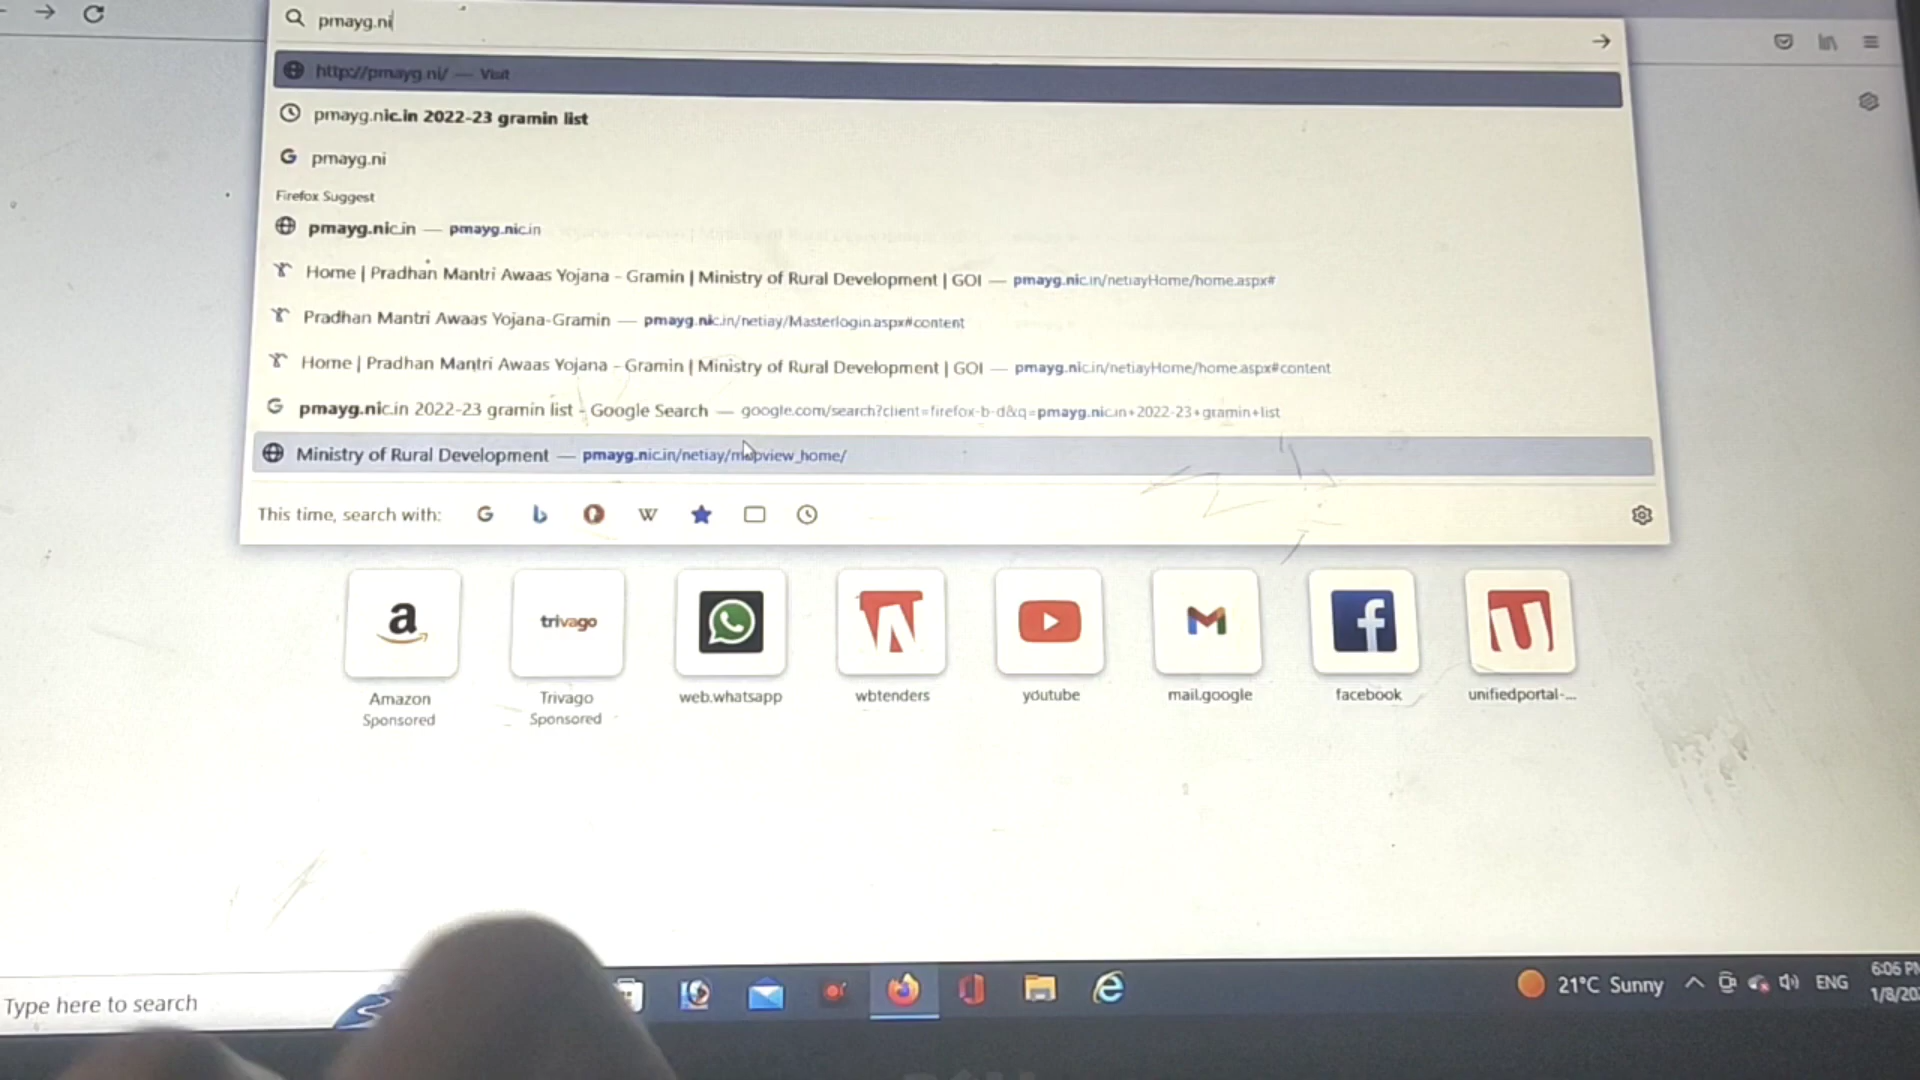 pmayg.ni
http://pmayg.ni/ — Visit
pmayg.nic.in 2022-23 gramin list
pmayg.ni
Firefox Suggest
pmayg.nic.in — pmayg.nic.in
Home | Pradhan Mantri Awaas Yojana - Gramin | Ministry of Rural Development | GOI — pmayg.nic.in/netiayHome/home.aspx#
Pradhan Mantri Awaas Yojana-Gramin — pmayg.nic.in/netiay/Masterlogin.aspx#content
Home | Pradhan Mantri Awaas Yojana - Gramin | Ministry of Rural Development | GOI — pmayg.nic.in/netiayHome/home.aspx#content
pmayg.nic.in 2022-23 gramin list - Google Search — google.com/search?client=firefox-b-d&q=pmayg.nic.in+2022-23+gramin+list
Ministry of Rural Development — pmayg.nic.in/netiay/mapview_home/
This time, search with:
trivago
Amazon
Sponsored
Trivago
Sponsored
web.whatsapp
wbtenders
youtube
mail.google
facebook
unifiedportal-...
Type here to search
21°C Sunny
ENG
6:06 PM
1/8/20